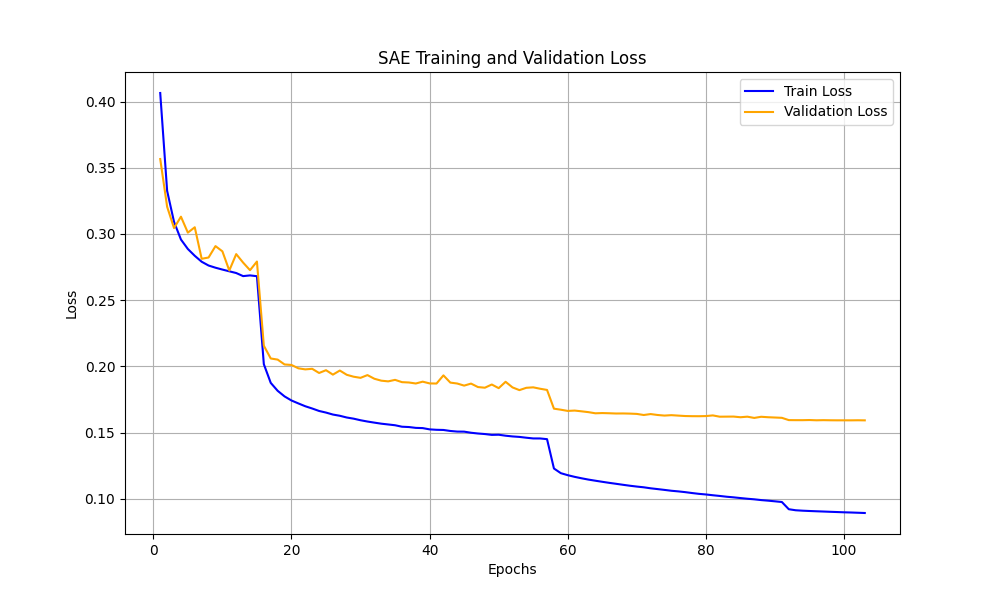 SAE Training and Validation Loss
Train Loss
Validation Loss
Loss
0.40
0.35
0.30
0.25
0.20
0.15
0.10
0 20 40 60 80 100
Epochs